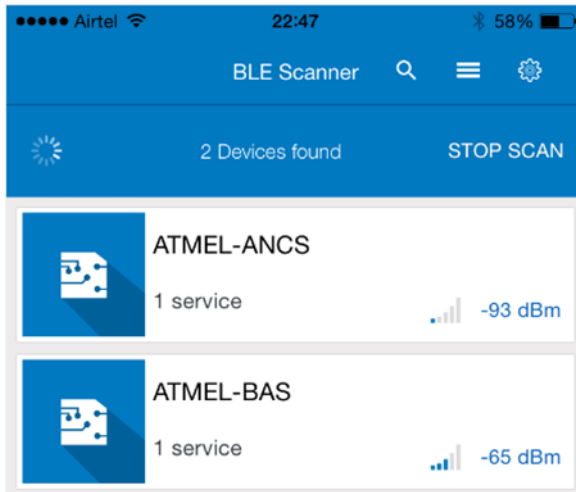 Airtel 22:47 58%
BLE Scanner
2 Devices found STOP SCAN
ATMEL-ANCS
1 service
-93 dBm
ATMEL-BAS
1 service
-65 dBm